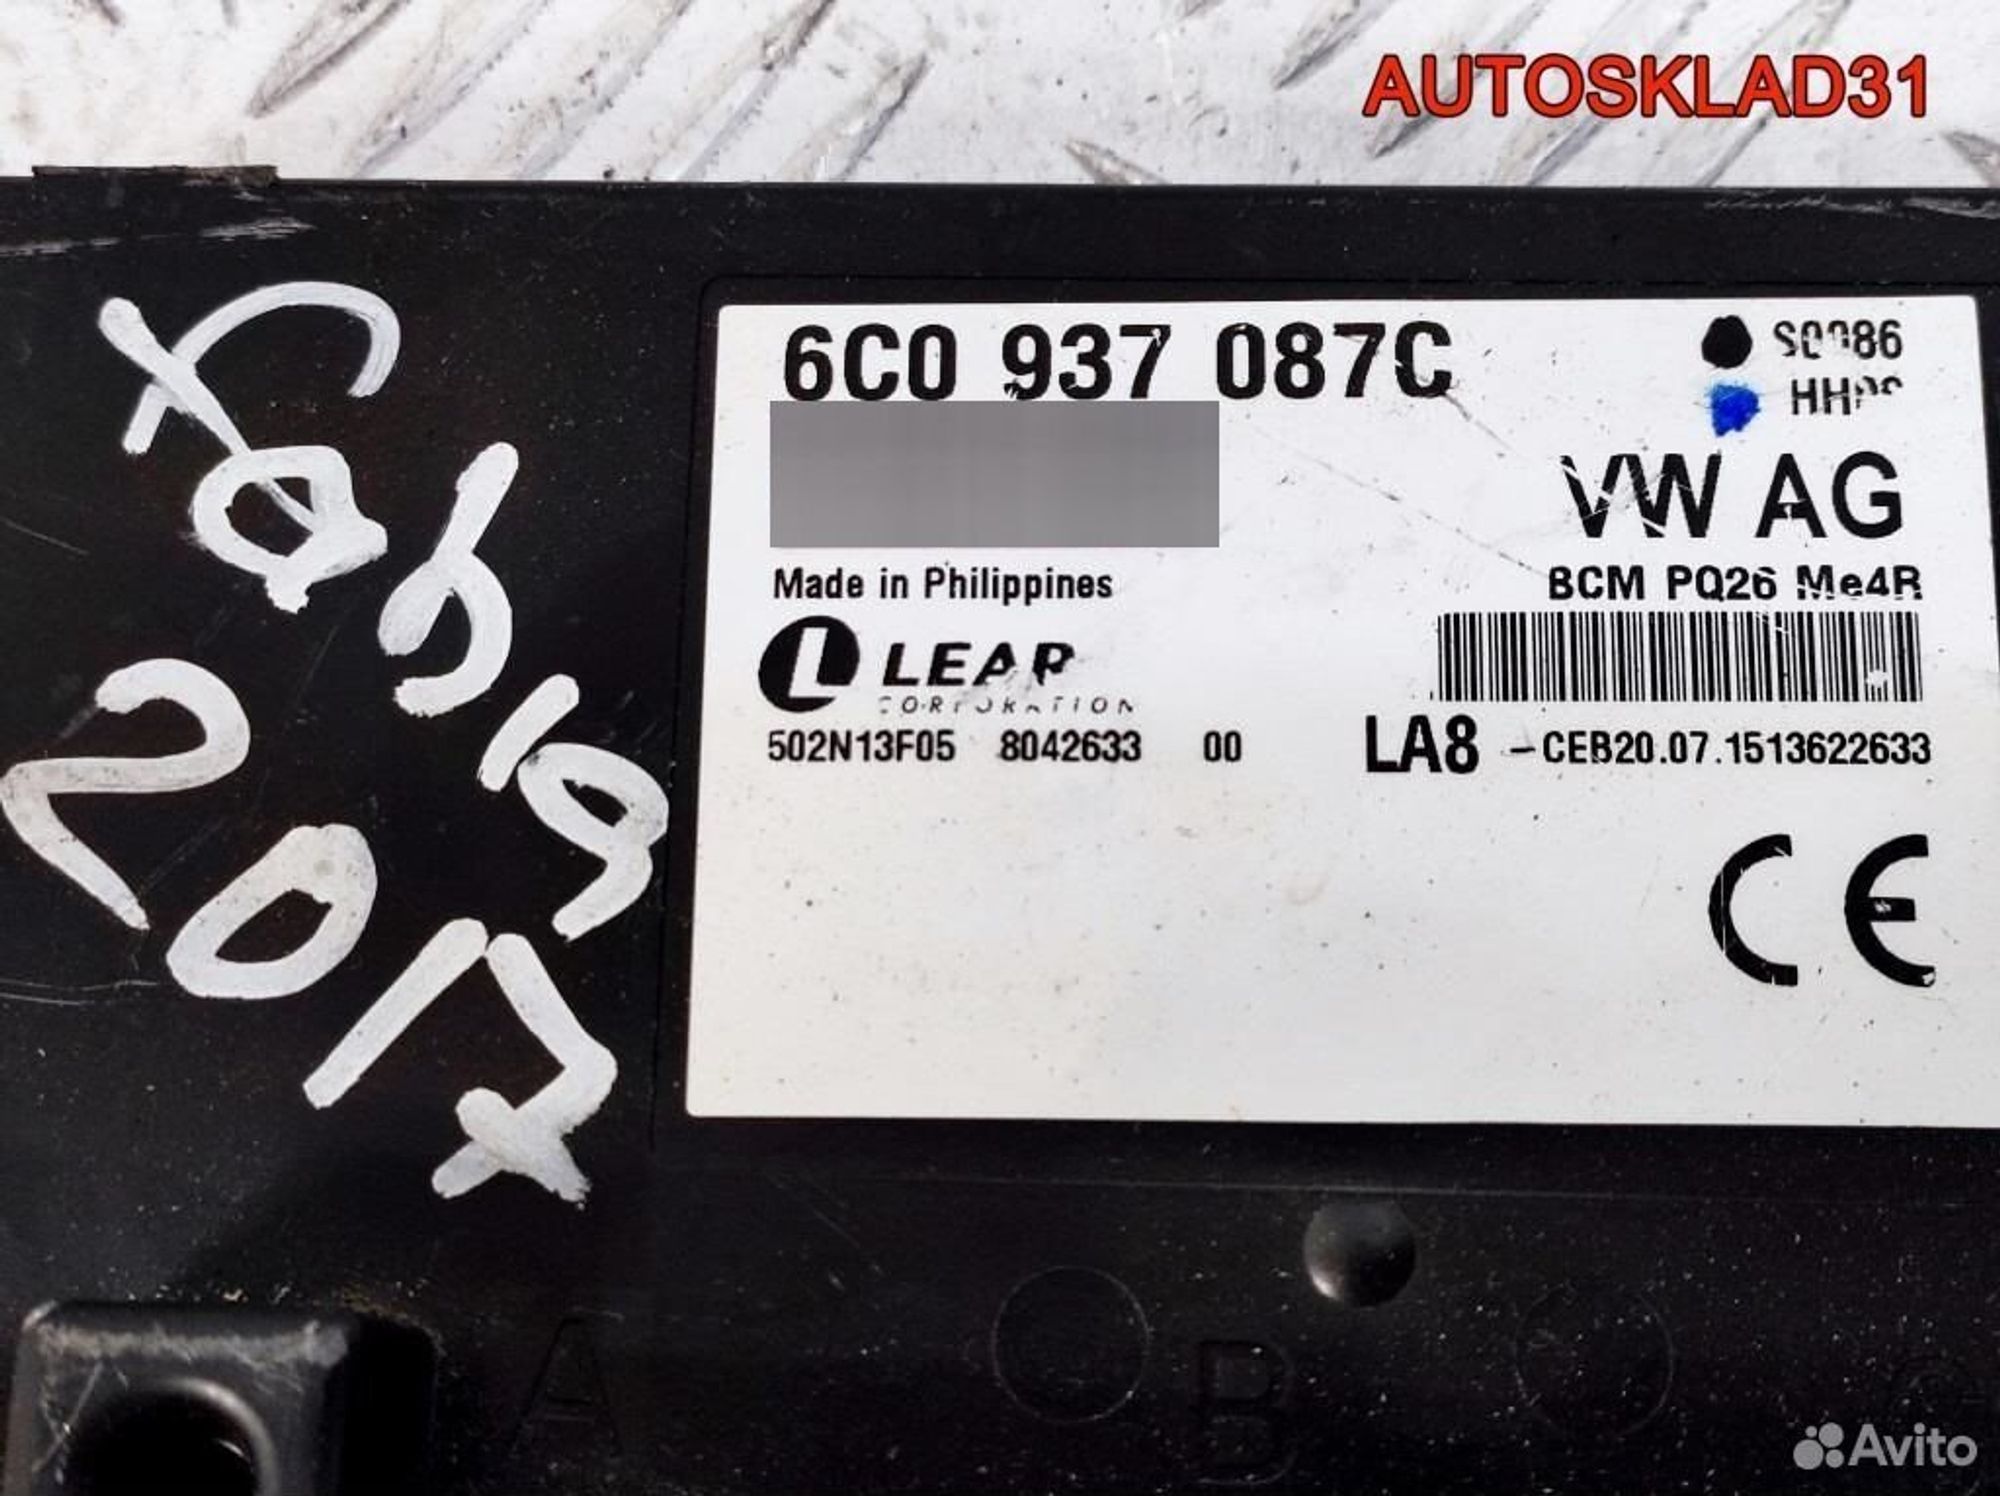 AUTOSKLAD31
6C0 937 087C
S0086
VW AG
Made in Philippines
BCM PQ26 Me4R
LEAR
CORPORATION
502N13F05 8042633 00
LA8 -CEB20.07.1513622633
CE
Fabia
2017
A
B
Avito